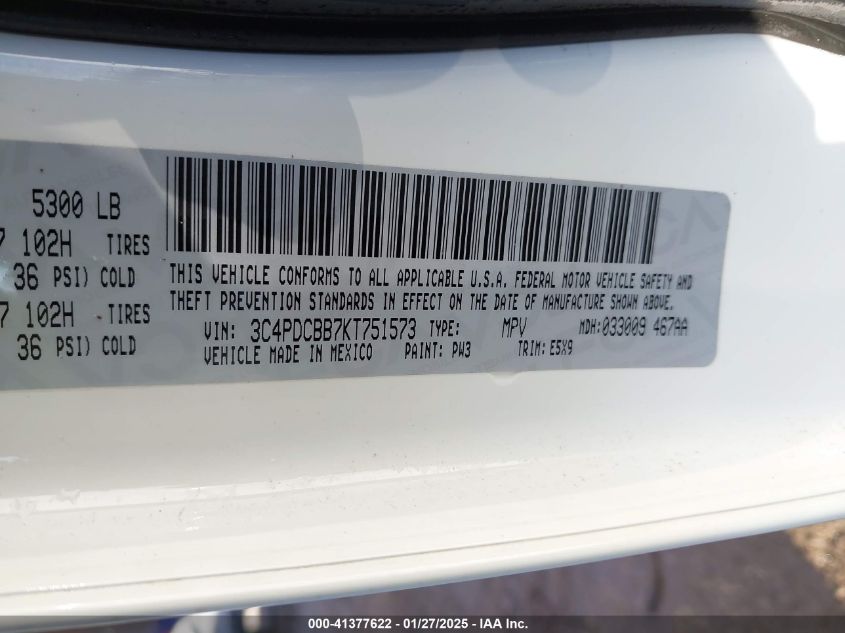 5300 LB
7 102H TIRES
36 PSI) COLD
7 102H TIRES
36 PSI) COLD
THIS VEHICLE CONFORMS TO ALL APPLICABLE U.S.A. FEDERAL MOTOR VEHICLE SAFETY AND
THEFT PREVENTION STANDARDS IN EFFECT ON THE DATE OF MANUFACTURE SHOWN ABOVE.
VIN: 3C4PDCBB7KT751573 TYPE: MPV MDH:033009 467AA
VEHICLE MADE IN MEXICO PAINT: PW3 TRIM: E5X9
000-41377622 - 01/27/2025 - IAA Inc.